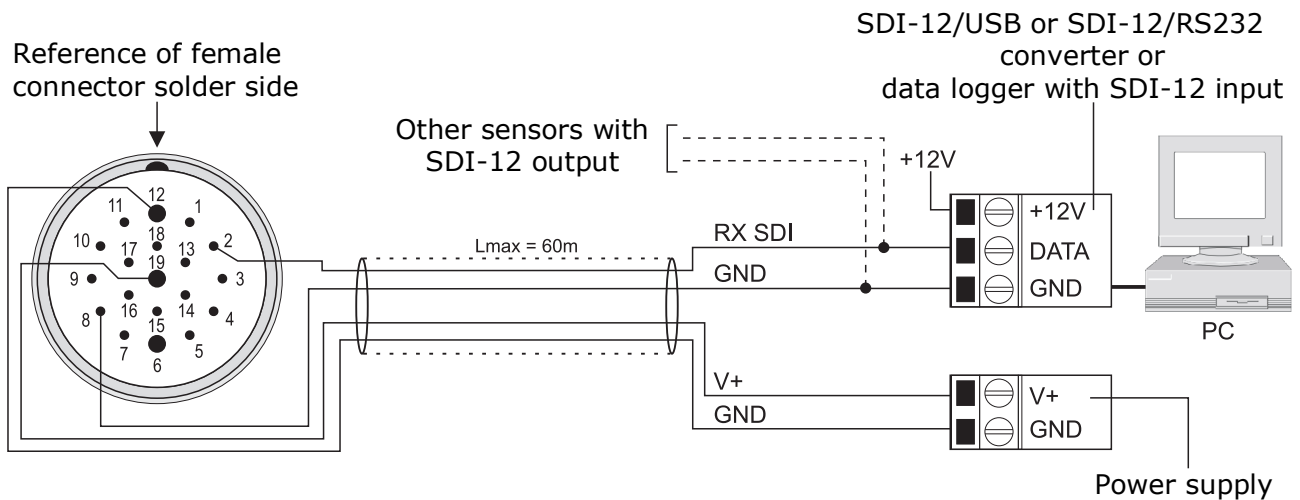 SDI-12/USB or SDI-12/RS232
converter or
data logger with SDI-12 input
Reference of female
connector solder side
Other sensors with
SDI-12 output
+12V
12
11
1
10
18
2
17
13
19
9
3
16
14
8
15
4
7
5
6
Lmax = 60m
RX SDI
GND
+12V
DATA
GND
PC
V+
GND
V+
GND
Power supply